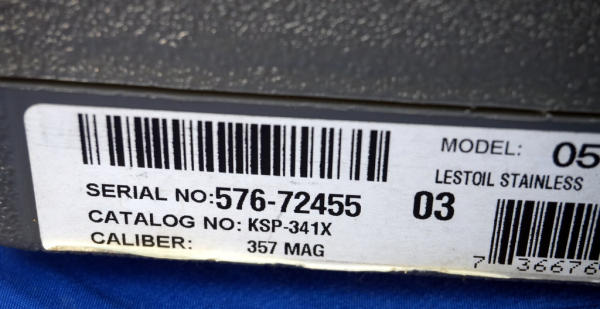 MODEL: 05
LESTOIL STAINLESS
SERIAL NO:576-72455 03
CATALOG NO: KSP-341X
CALIBER: 357 MAG
7 36676